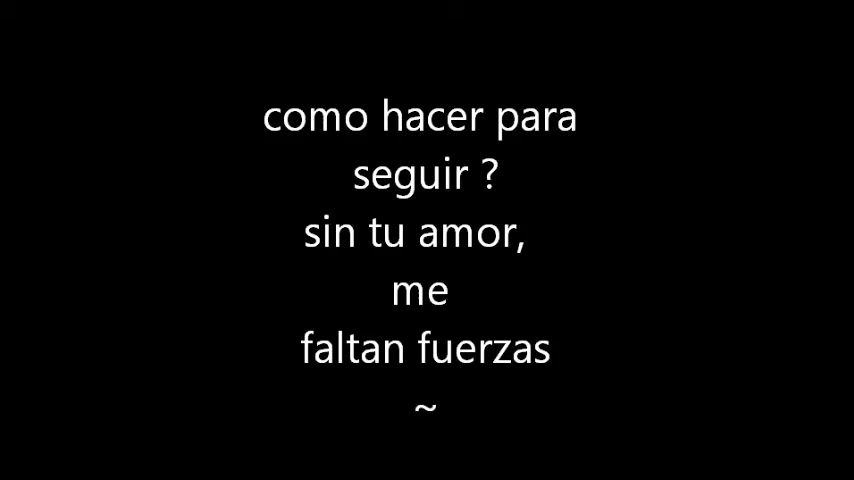 como hacer para
seguir ?
sin tu amor,
me
faltan fuerzas
~